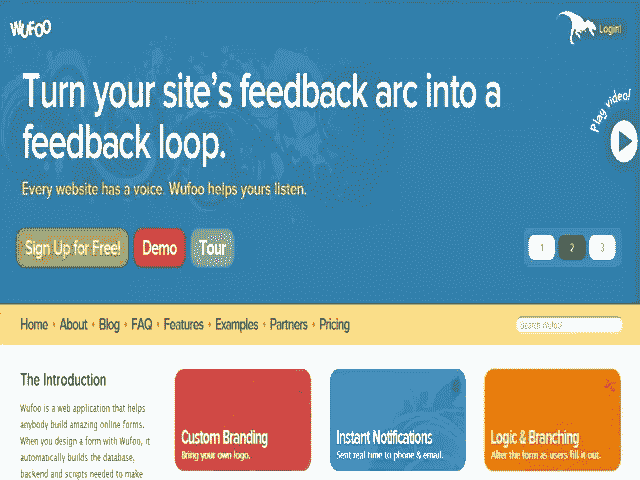 WuFoo
Login!
Turn your site's feedback arc into a
feedback loop.
Play video!
Every website has a voice. Wufoo helps yours listen.
Sign Up for Free! Demo Tour
1 2 3
Home • About • Blog • FAQ • Features • Examples • Partners • Pricing
Search Wufoo!
The Introduction
Wufoo is a web application that helps
anybody build amazing online forms.
When you design a form with Wufoo, it
automatically builds the database,
backend and scripts needed to make
Custom Branding
Bring your own logo.
Instant Notifications
Sent real time to phone & email.
Logic & Branching
Alter the form as users fill it out.